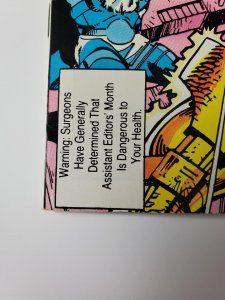 Warning: Surgeons
Have Generally
Determined That
Assistant Editors' Month
Is Dangerous to
Your Health.